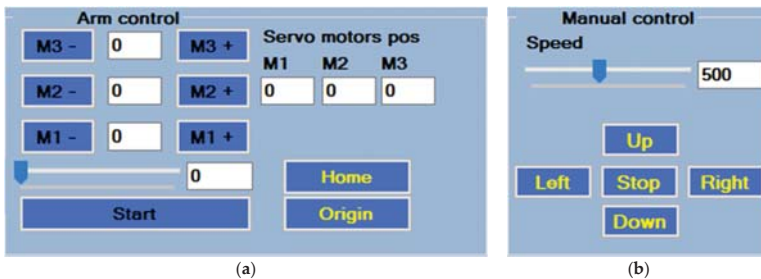 Arm control
M3 - 0 M3 +
Servo motors pos
M1 M2 M3
M2 - 0 M2 + 0 0 0
M1 - 0 M1 +
0
Home
Start
Origin
(a)
Manual control
Speed
500
Up
Left Stop Right
Down
(b)